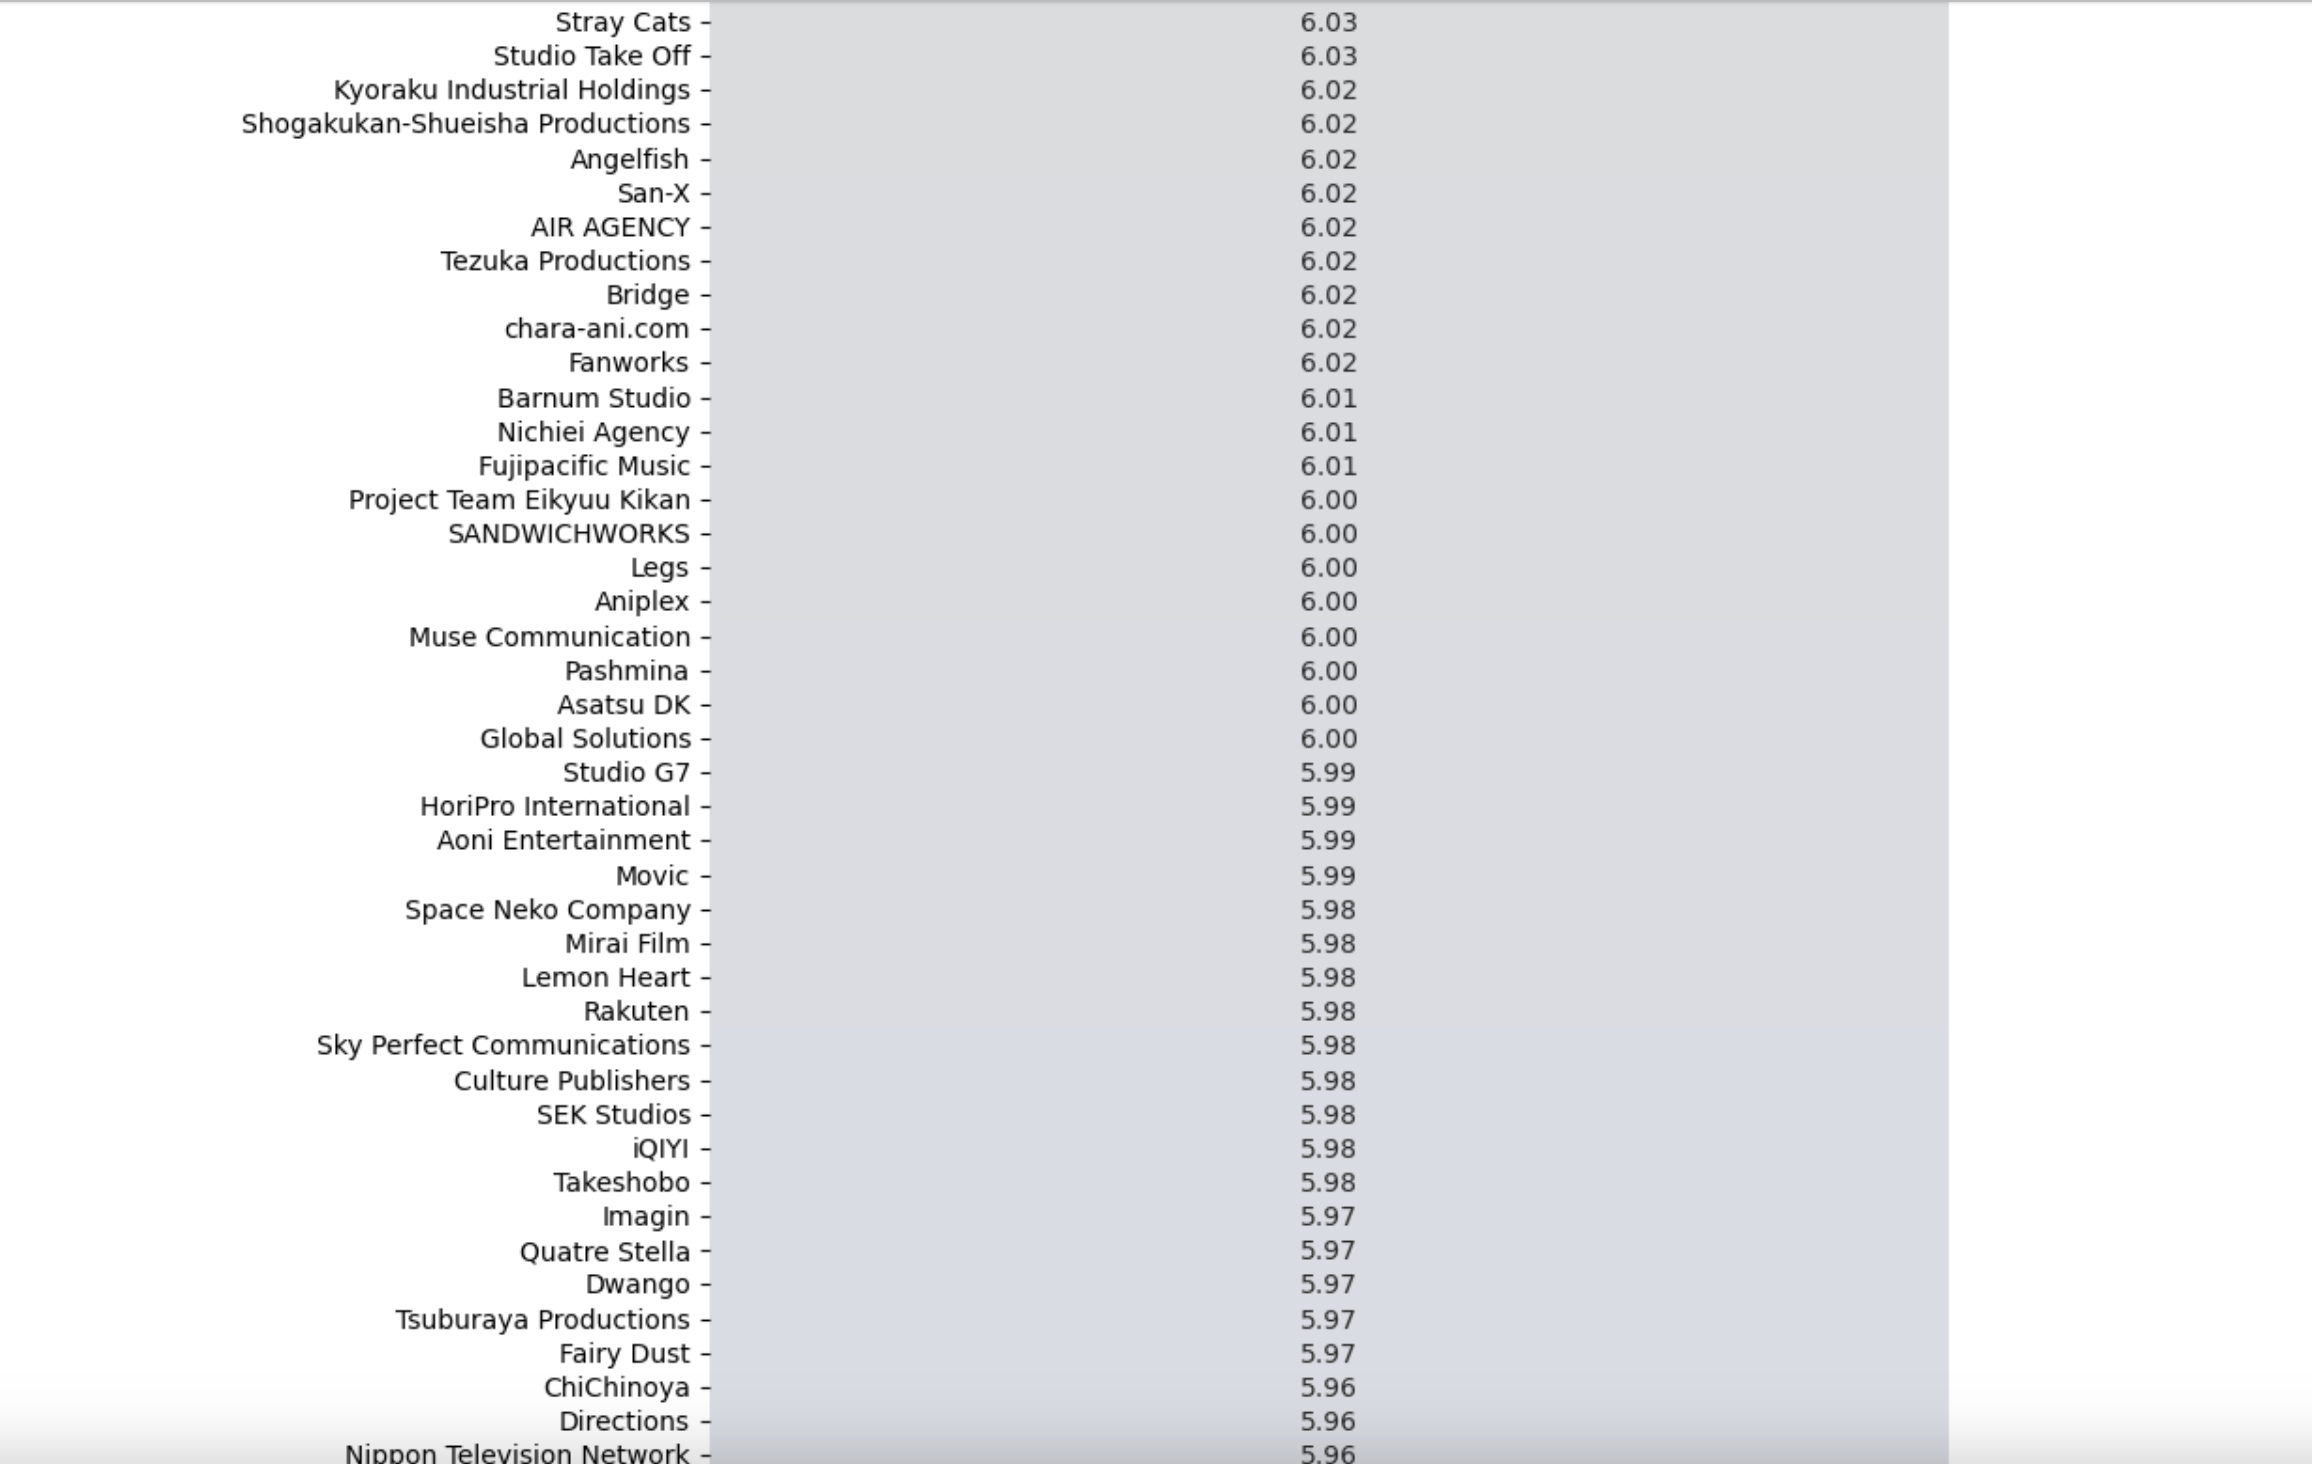 Stray Cats 6.03
Studio Take Off 6.03
Kyoraku Industrial Holdings 6.02
Shogakukan-Shueisha Productions 6.02
Angelfish 6.02
San-X 6.02
AIR AGENCY 6.02
Tezuka Productions 6.02
Bridge 6.02
chara-ani.com 6.02
Fanworks 6.02
Barnum Studio 6.01
Nichiei Agency 6.01
Fujipacific Music 6.01
Project Team Eikyuu Kikan 6.00
SANDWICHWORKS 6.00
Legs 6.00
Aniplex 6.00
Muse Communication 6.00
Pashmina 6.00
Asatsu DK 6.00
Global Solutions 6.00
Studio G7 5.99
HoriPro International 5.99
Aoni Entertainment 5.99
Movic 5.99
Space Neko Company 5.98
Mirai Film 5.98
Lemon Heart 5.98
Rakuten 5.98
Sky Perfect Communications 5.98
Culture Publishers 5.98
SEK Studios 5.98
iQIYI 5.98
Takeshobo 5.98
Imagin 5.97
Quatre Stella 5.97
Dwango 5.97
Tsuburaya Productions 5.97
Fairy Dust 5.97
ChiChinoya 5.96
Directions 5.96
Nippon Television Network 5.96